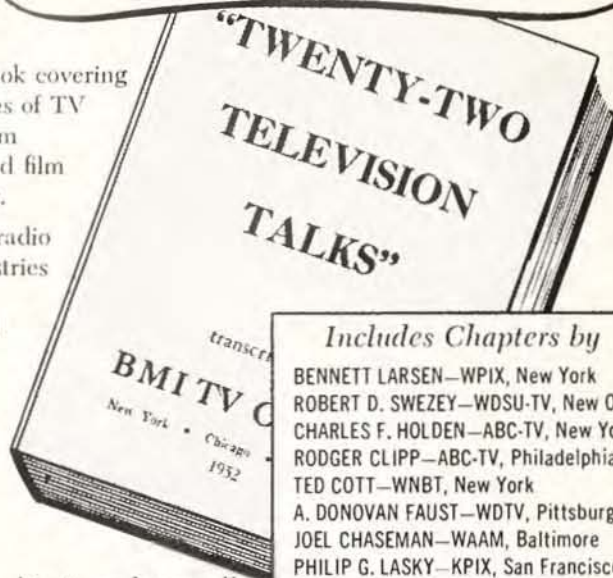 ook covering
es of TV
m
d film
.
radio
stries
"TWENTY-TWO
TELEVISION
TALKS"
BMI TV
New York • Chicago •
1952
Includes Chapters by
BENNETT LARSEN—WPIX, New York
ROBERT D. SWEZEY—WDSU-TV, New O
CHARLES F. HOLDEN—ABC-TV, New Yo
RODGER CLIPP—ABC-TV, Philadelphia
TED COTT—WNBT, New York
A. DONOVAN FAUST—WDTV, Pittsburg
JOEL CHASEMAN—WAAM, Baltimore
PHILIP G. LASKY—KPIX, San Francisc